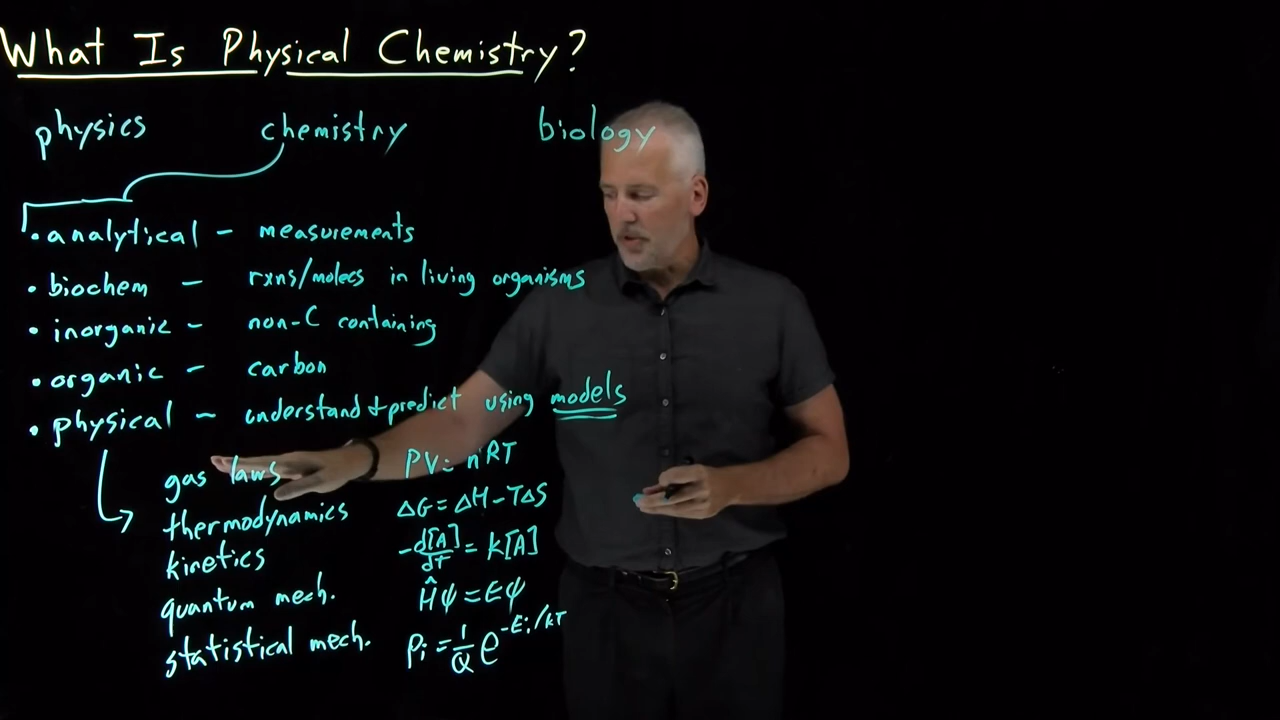 What Is Physical Chemistry?
physics chemistry biology
• analytical – measurements
• biochem – rxns/molecs in living organisms
• inorganic – non-C containing
• organic – carbon
• physical – understand + predict using models
gas laws PV = nRT
thermodynamics ΔG = ΔH – TΔS
kinetics -d[A]/dt = k[A]
quantum mech. Ĥψ = Eψ
statistical mech. Pi = 1/Q e^-Ei/kT